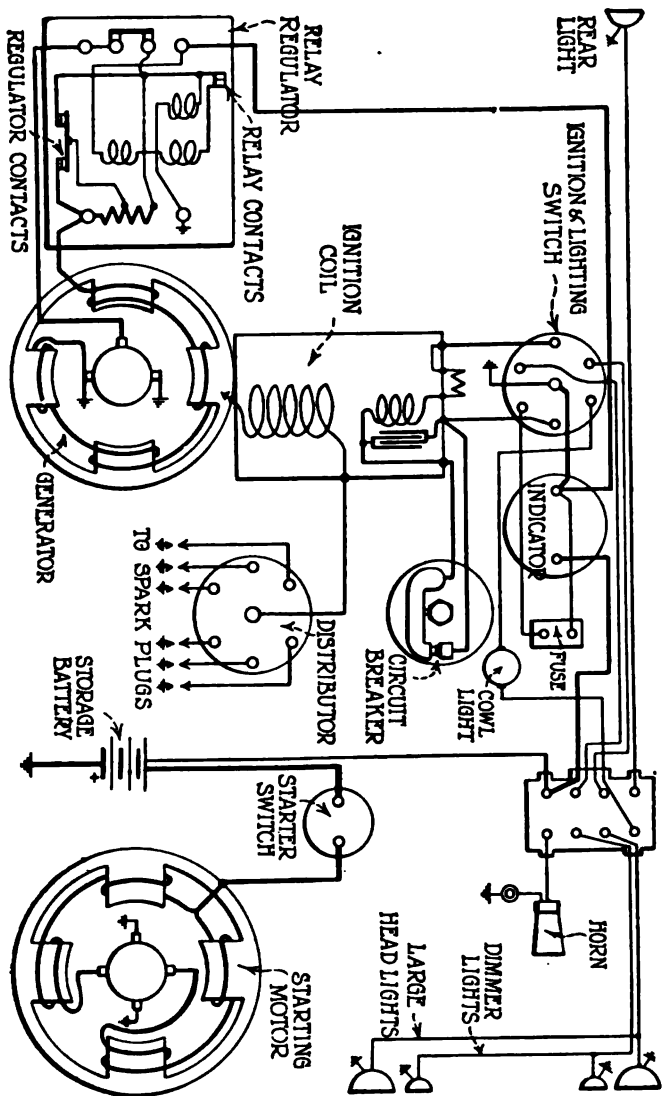 REAR
LIGHT
IGNITION & LIGHTING
SWITCH
INDICATOR
FUSE
COWL
LIGHT
HORN
DIMMER
LIGHTS
LARGE
HEAD LIGHTS
RELAY
REGULATOR
RELAY CONTACTS
REGULATOR CONTACTS
IGNITION
COIL
CIRCUIT
BREAKER
DISTRIBUTOR
TO SPARK PLUGS
GENERATOR
STORAGE
BATTERY
+
STARTER
SWITCH
STARTING
MOTOR